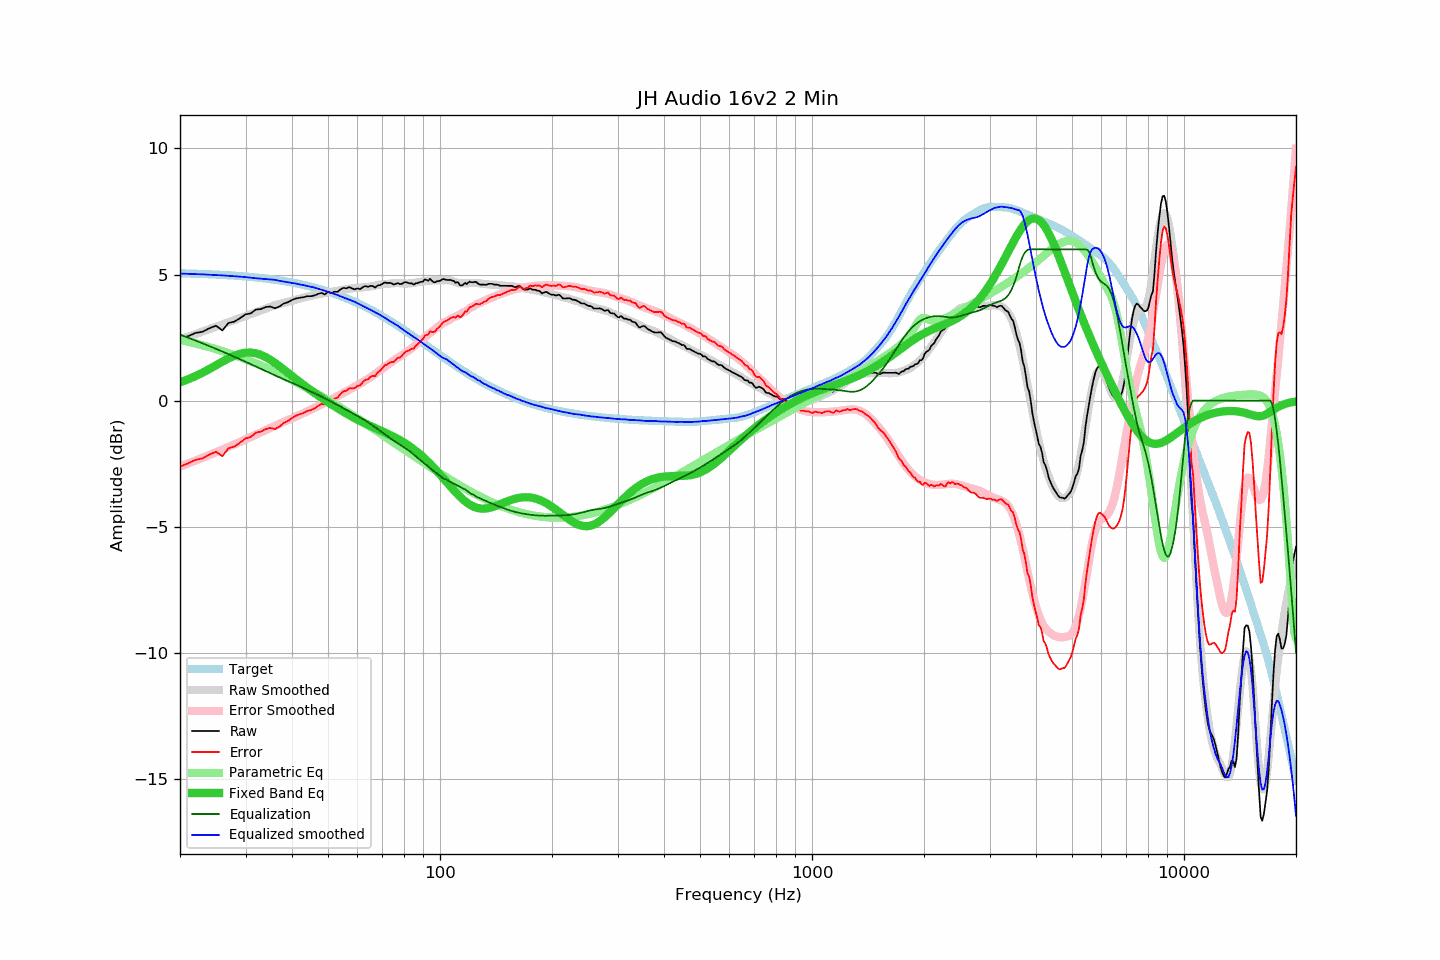 JH Audio 16v2 2 Min
10
5
0
−5
−10
−15
Amplitude (dBr)
Target
Raw Smoothed
Error Smoothed
Raw
Error
Parametric Eq
Fixed Band Eq
Equalization
Equalized smoothed
100
1000
10000
Frequency (Hz)